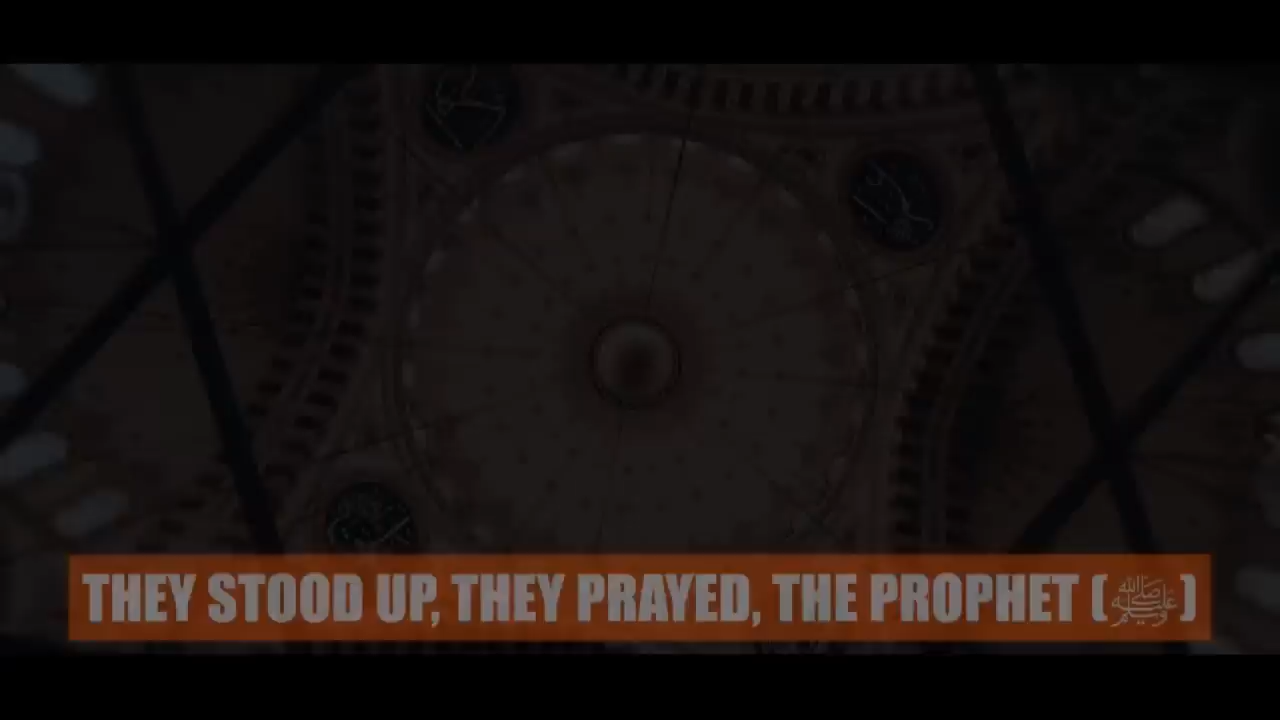 THEY STOOD UP, THEY PRAYED, THE PROPHET (ﷺ)